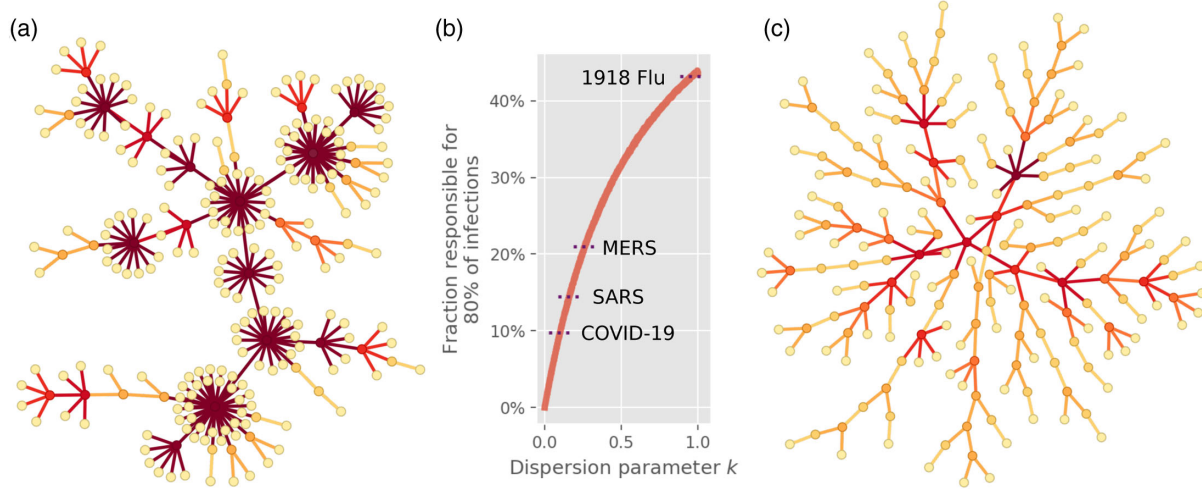 (a)
(b)
(c)
Fraction responsible for
80% of infections
40%
30%
20%
10%
0%
1918 Flu
MERS
SARS
COVID-19
0.0 0.5 1.0
Dispersion parameter k